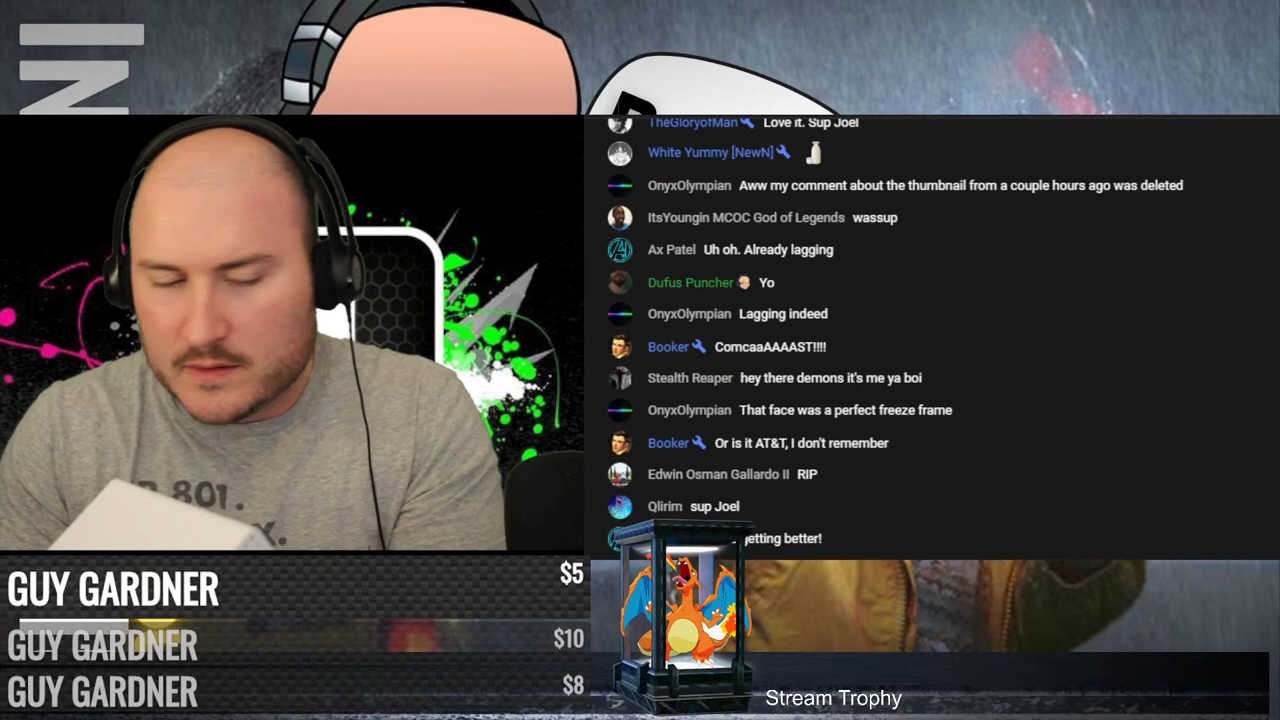 TheGloryofMan Love it. Sup Joel
White Yummy [NewN]
OnyxOlympian Aww my comment about the thumbnail from a couple hours ago was deleted
ItsYoungin MCOC God of Legends wassup
Ax Patel Uh oh. Already lagging
Dufus Puncher Yo
OnyxOlympian Lagging indeed
Booker ComcaaAAAAST!!!!
Stealth Reaper hey there demons it's me ya boi
OnyxOlympian That face was a perfect freeze frame
Booker Or is it AT&T, I don't remember
Edwin Osman Gallardo II RIP
Qlirim sup Joel
getting better!
801.
GUY GARDNER $5
GUY GARDNER $10
GUY GARDNER $8
Stream Trophy